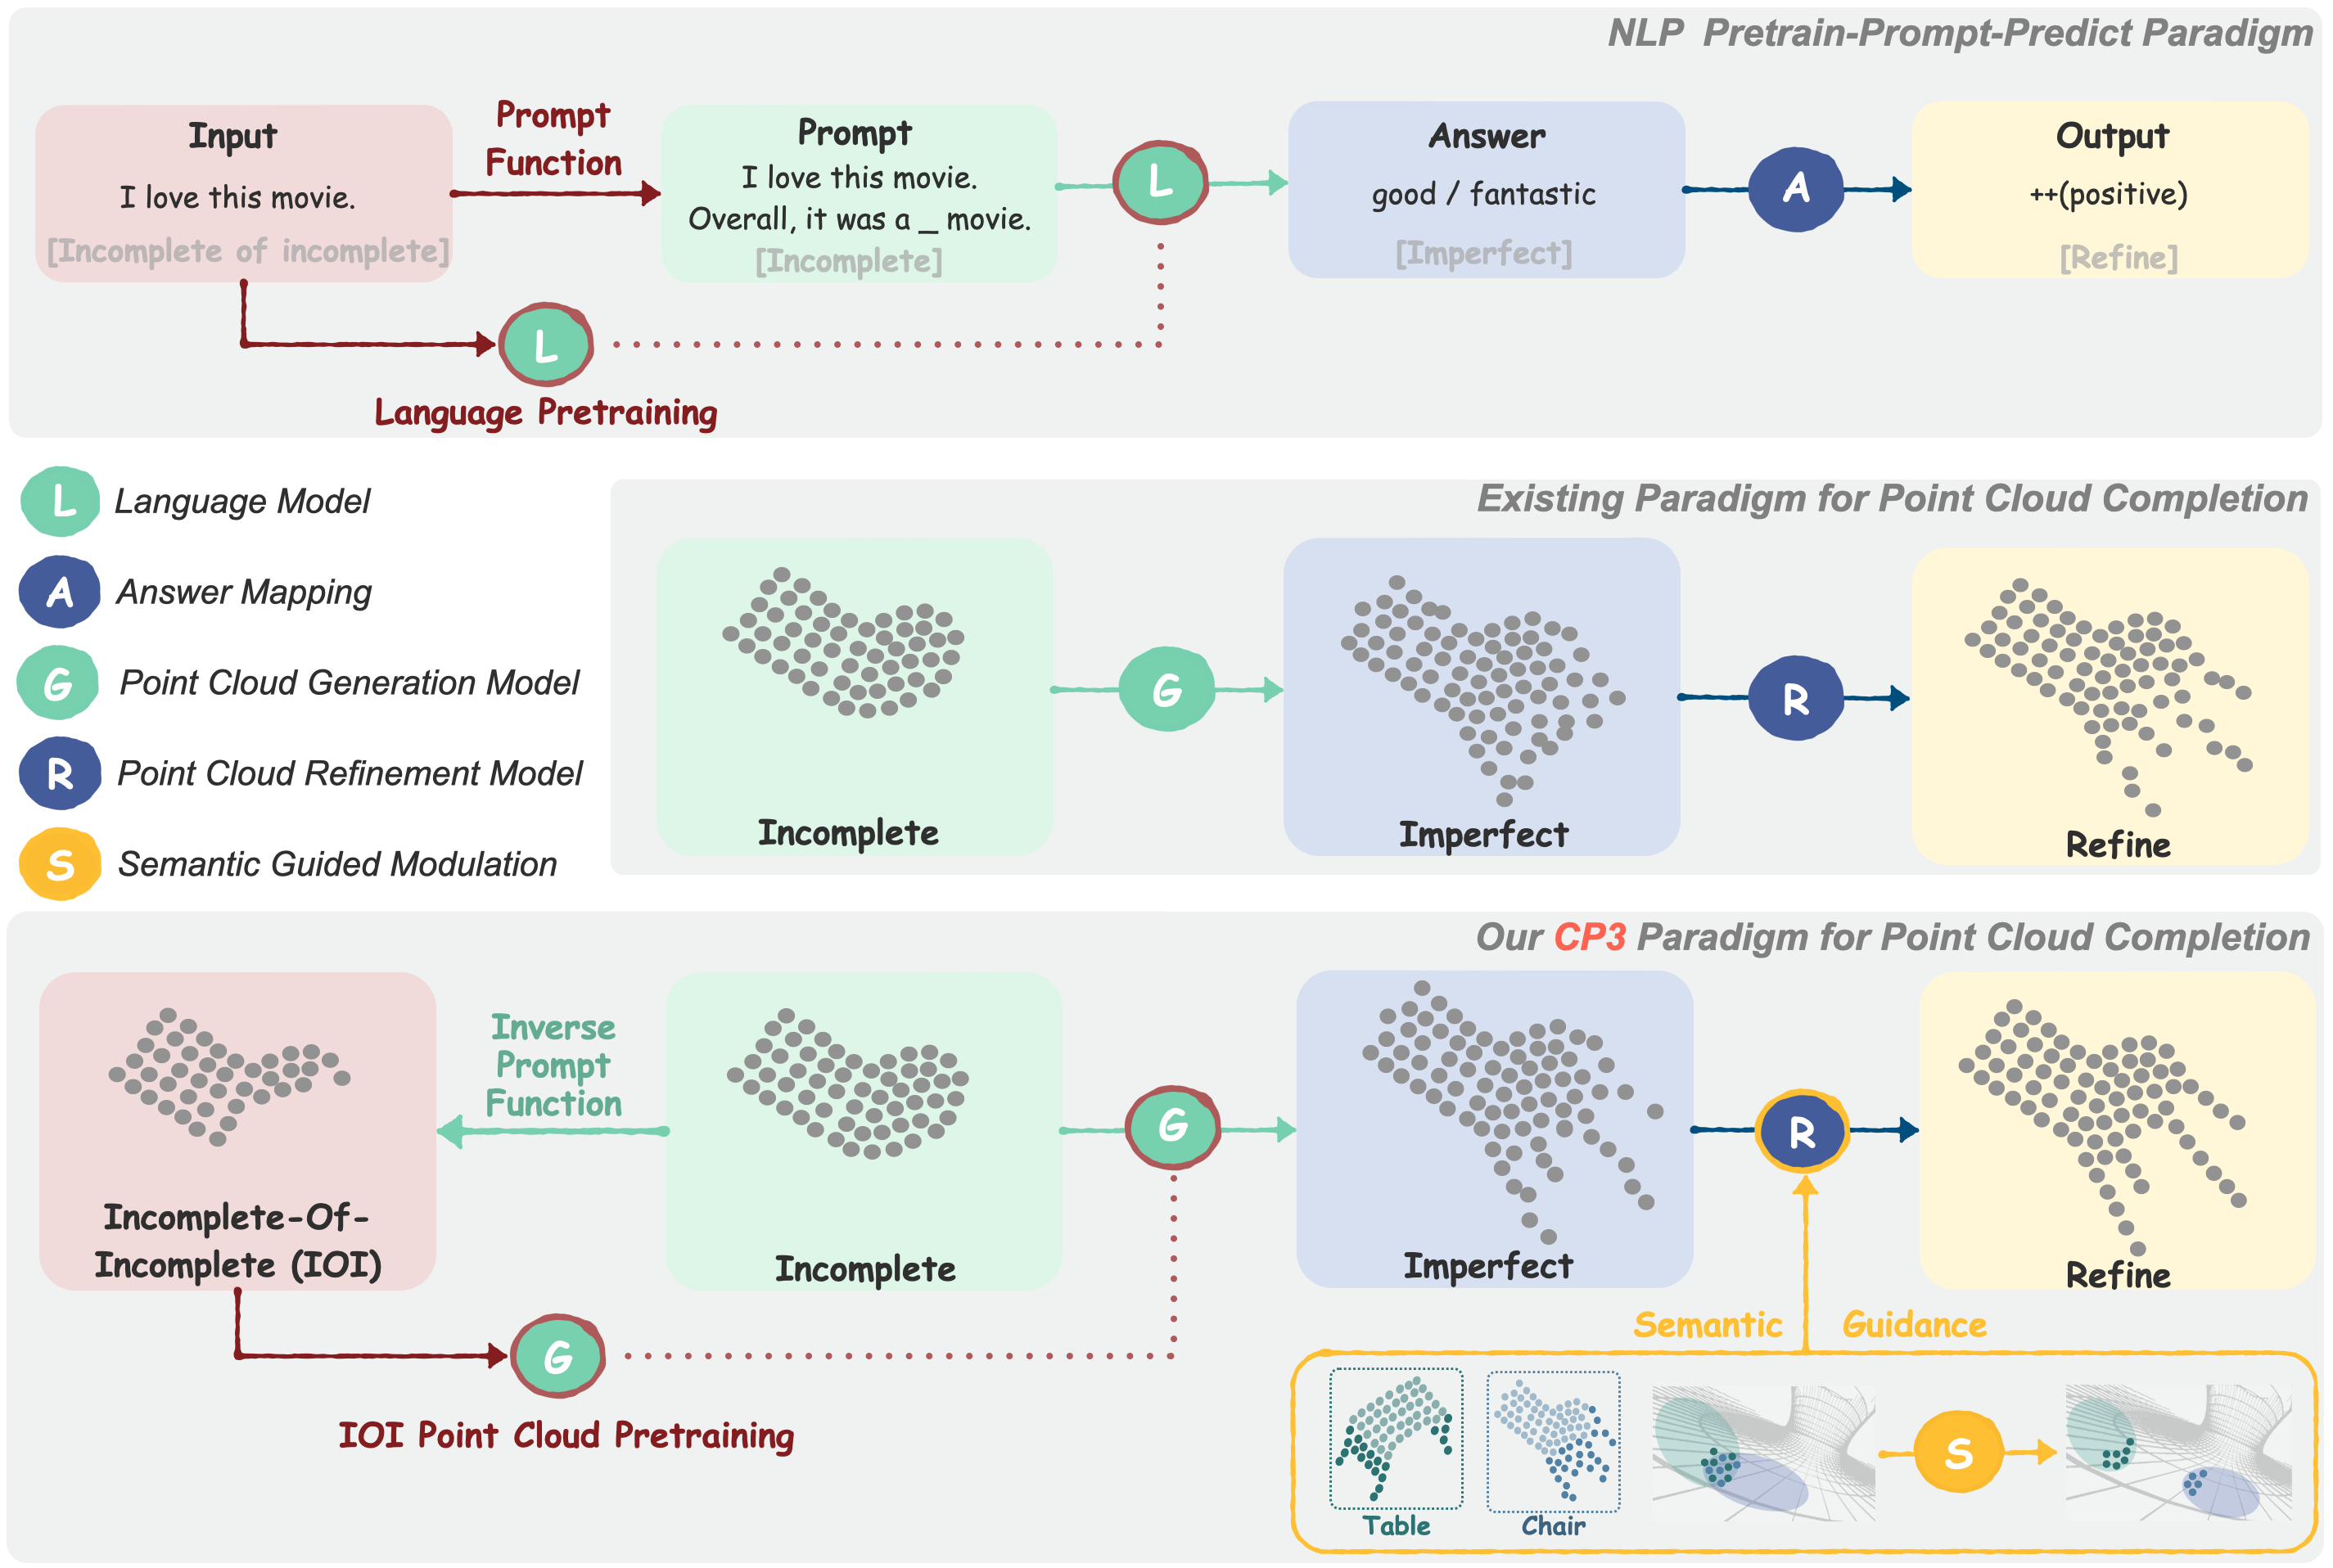 NLP Pretrain-Prompt-Predict Paradigm
Input
I love this movie.
[Incomplete of incomplete]
Prompt
Function
Prompt
I love this movie.
Overall, it was a _ movie.
[Incomplete]
L
Answer
good / fantastic
[Imperfect]
A
Output
++(positive)
[Refine]
L
Language Pretraining
L Language Model
A Answer Mapping
G Point Cloud Generation Model
R Point Cloud Refinement Model
S Semantic Guided Modulation
Existing Paradigm for Point Cloud Completion
Incomplete
G
Imperfect
R
Refine
Our CP3 Paradigm for Point Cloud Completion
Incomplete-Of-
Incomplete (IOI)
Inverse
Prompt
Function
Incomplete
G
Imperfect
R
Refine
G
IOI Point Cloud Pretraining
Semantic Guidance
Table
Chair
S